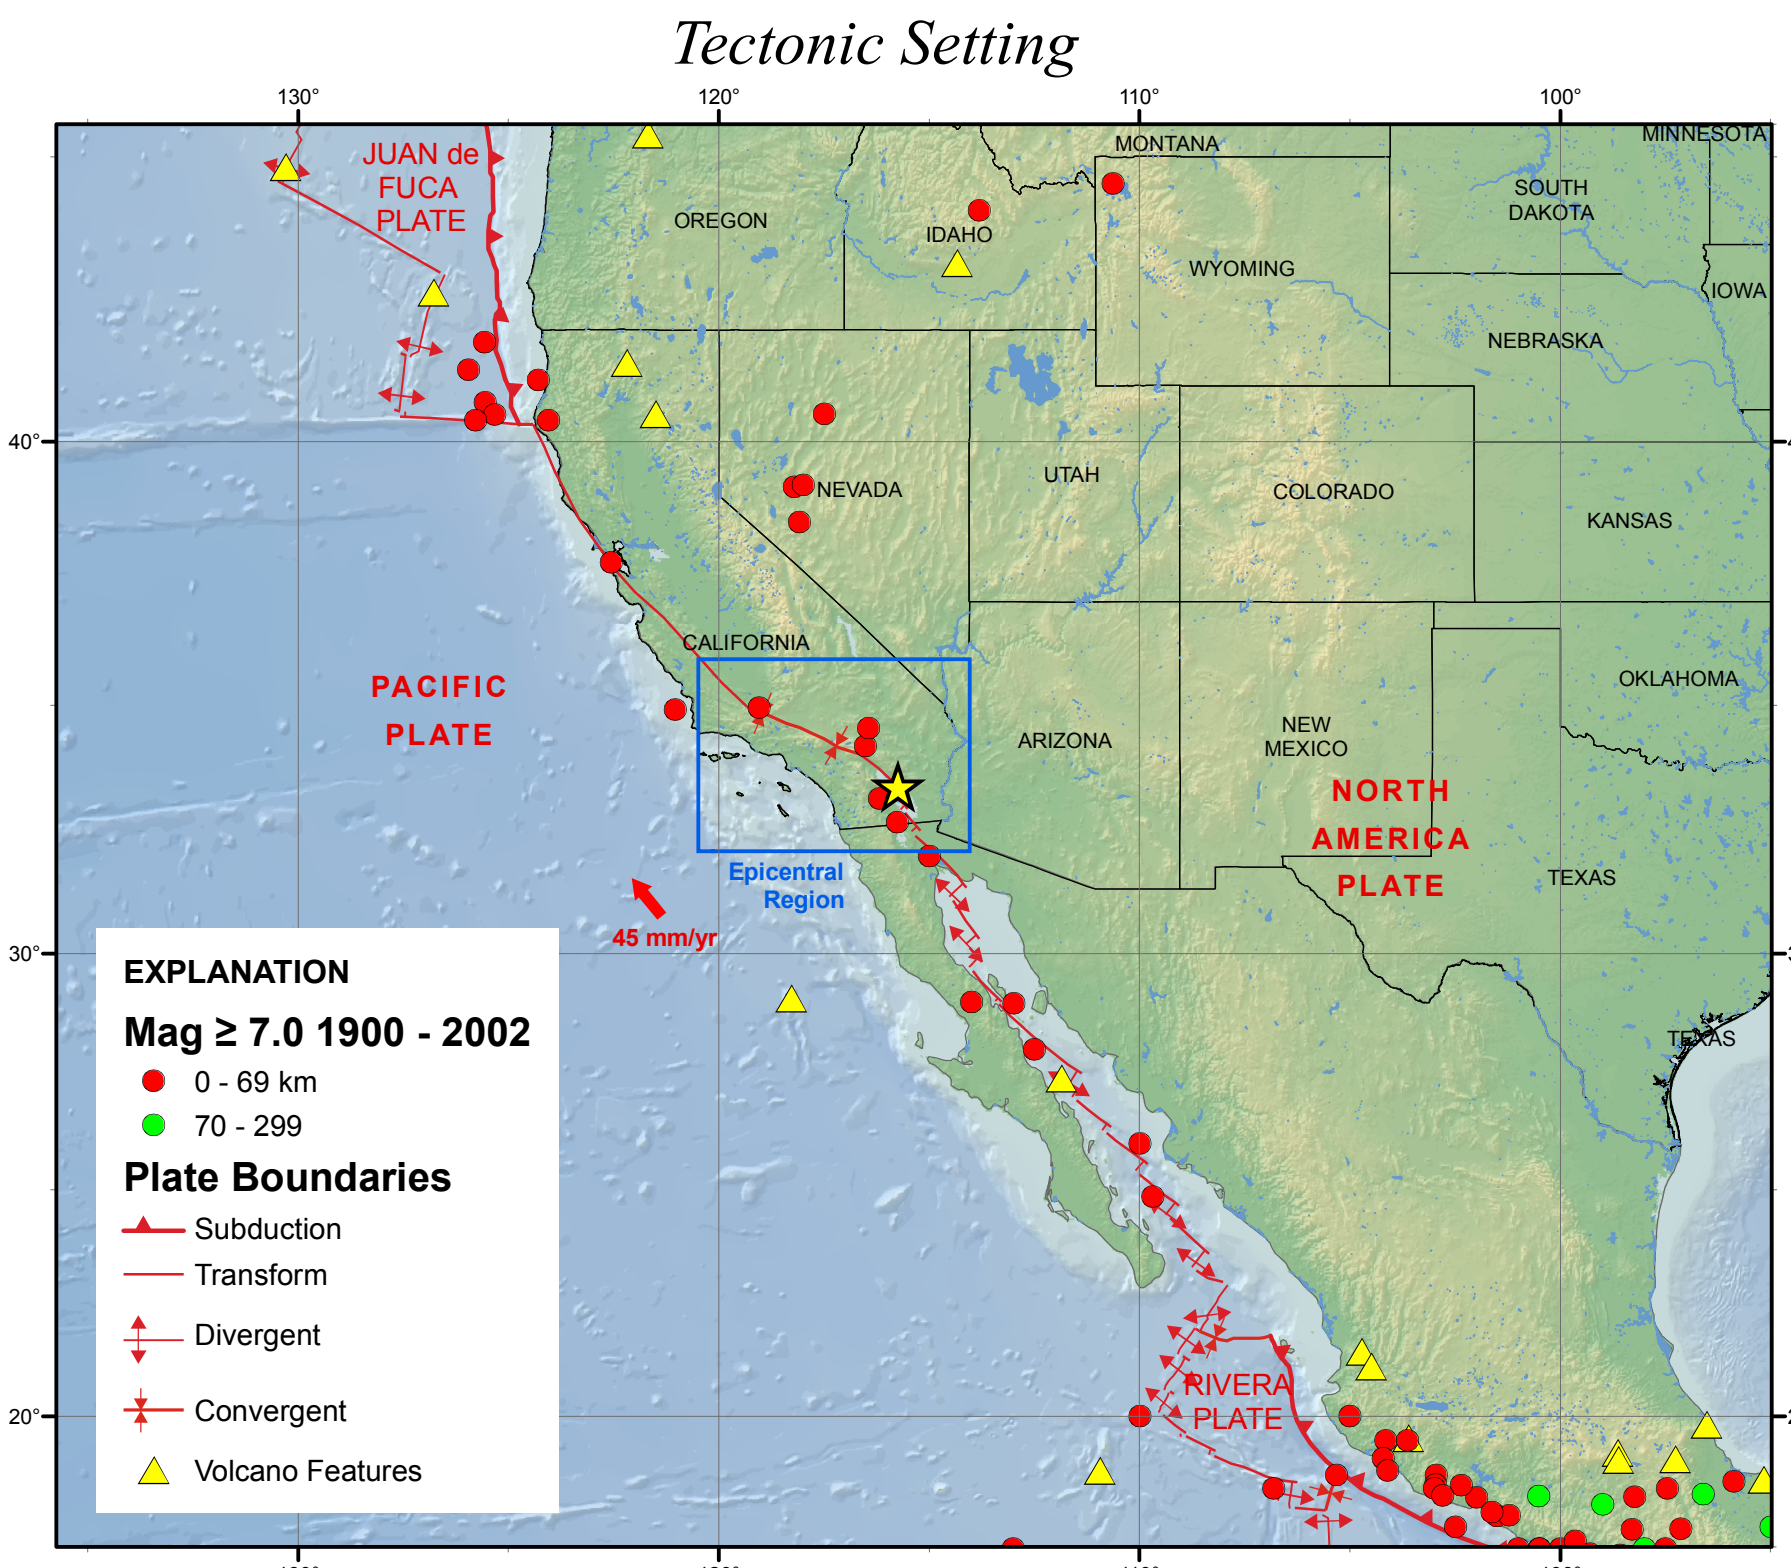 Tectonic Setting
130°
120°
110°
100°
MONTANA
MINNESOTA
JUAN de
FUCA
PLATE
SOUTH
DAKOTA
OREGON
IDAHO
WYOMING
IOWA
NEBRASKA
40°
UTAH
NEVADA
COLORADO
KANSAS
CALIFORNIA
PACIFIC
PLATE
OKLAHOMA
ARIZONA
NEW
MEXICO
NORTH
AMERICA
PLATE
Epicentral
Region
TEXAS
45 mm/yr
30°
EXPLANATION
Mag ≥ 7.0 1900 - 2002
0 - 69 km
70 - 299
Plate Boundaries
Subduction
Transform
Divergent
Convergent
Volcano Features
TEXAS
RIVERA
PLATE
20°